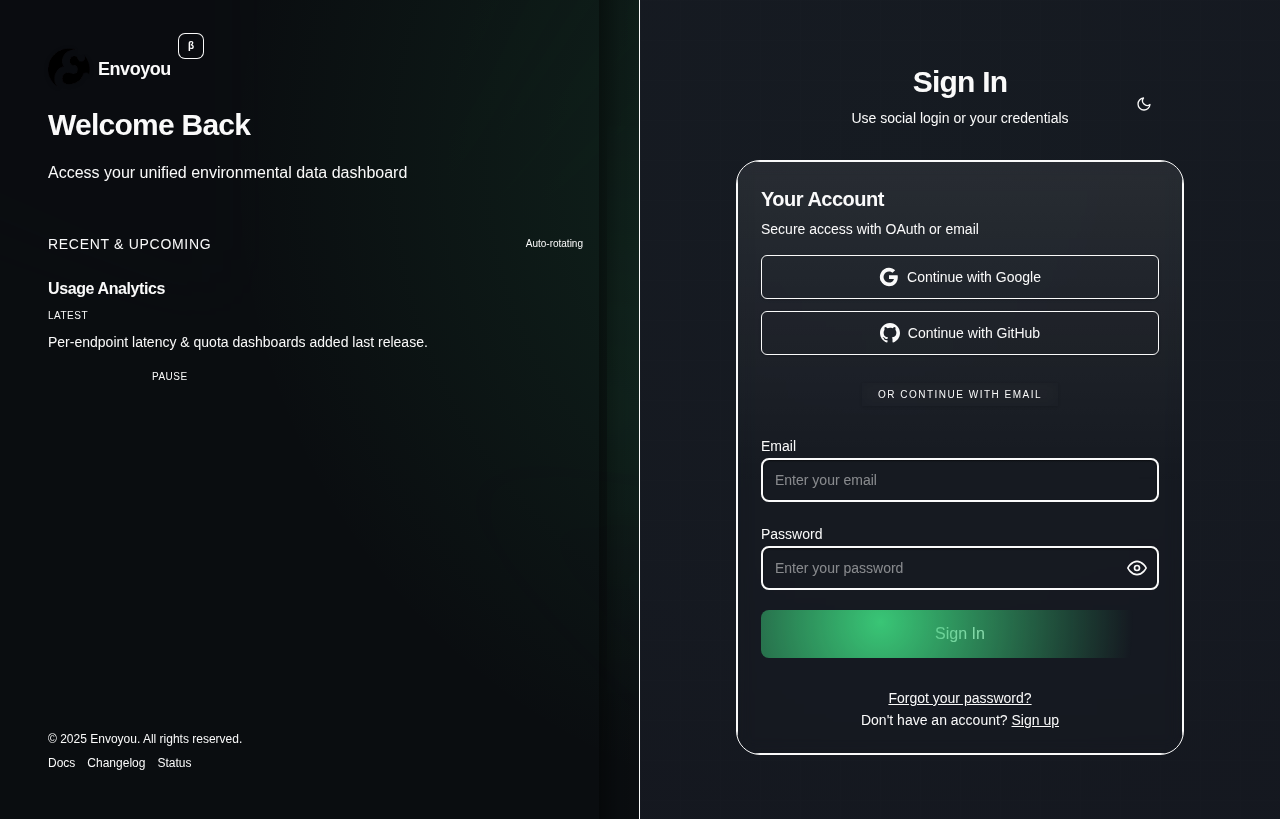 β
Envoyou
Welcome Back
Access your unified environmental data dashboard
RECENT & UPCOMING
Auto-rotating
Usage Analytics
LATEST
Per-endpoint latency & quota dashboards added last release.
PAUSE
© 2025 Envoyou. All rights reserved.
Docs Changelog Status
Sign In
Use social login or your credentials
Your Account
Secure access with OAuth or email
Continue with Google
Continue with GitHub
OR CONTINUE WITH EMAIL
Email
Enter your email
Password
Enter your password
Sign In
Forgot your password?
Don't have an account? Sign up